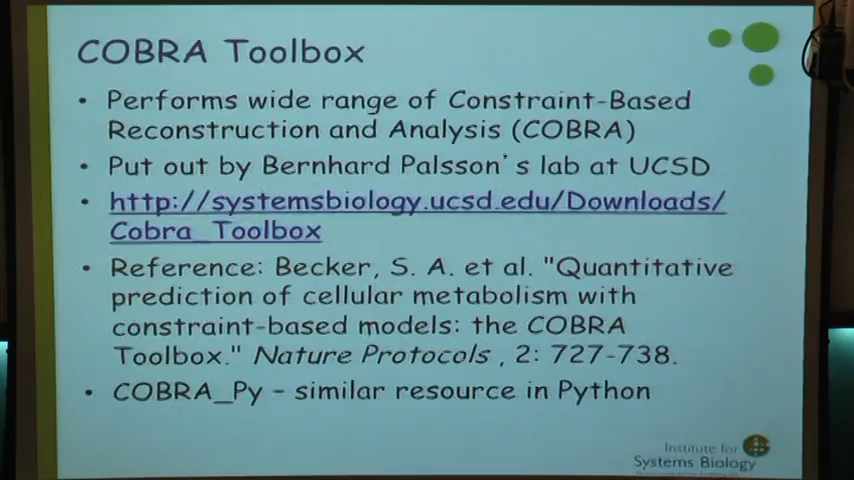 COBRA Toolbox
• Performs wide range of Constraint-Based
Reconstruction and Analysis (COBRA)
• Put out by Bernhard Palsson's lab at UCSD
• http://systemsbiology.ucsd.edu/Downloads/
Cobra_Toolbox
• Reference: Becker, S. A. et al. "Quantitative
prediction of cellular metabolism with
constraint-based models: the COBRA
Toolbox." Nature Protocols , 2: 727-738.
• COBRA_Py – similar resource in Python
Institute for
Systems Biology